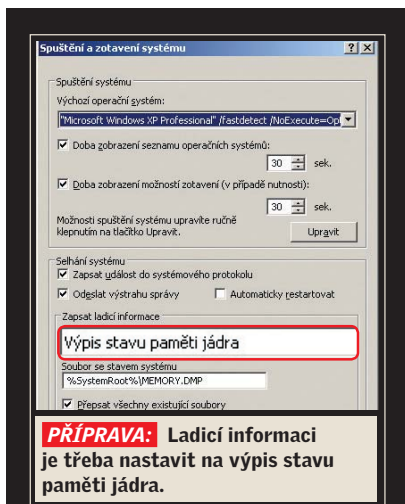 Spuštění a zotavení systému
Spuštění systému
Výchozí operační systém:
"Microsoft Windows XP Professional" /fastdetect /NoExecute=Op
Doba zobrazení seznamu operačních systémů:
30 sek.
Doba zobrazení možností zotavení (v případě nutnosti):
30 sek.
Možnosti spuštění systému upravíte ručně
klepnutím na tlačítko Upravit.
Upravit
Selhání systému
Zapsat událost do systémového protokolu
Odeslat výstrahu správy Automaticky restartovat
Zapsat ladicí informace
Výpis stavu paměti jádra
Soubor se stavem systému
%SystemRoot%\MEMORY.DMP
Přepsat všechny existující soubory
PŘÍPRAVA: Ladicí informaci
je třeba nastavit na výpis stavu
paměti jádra.